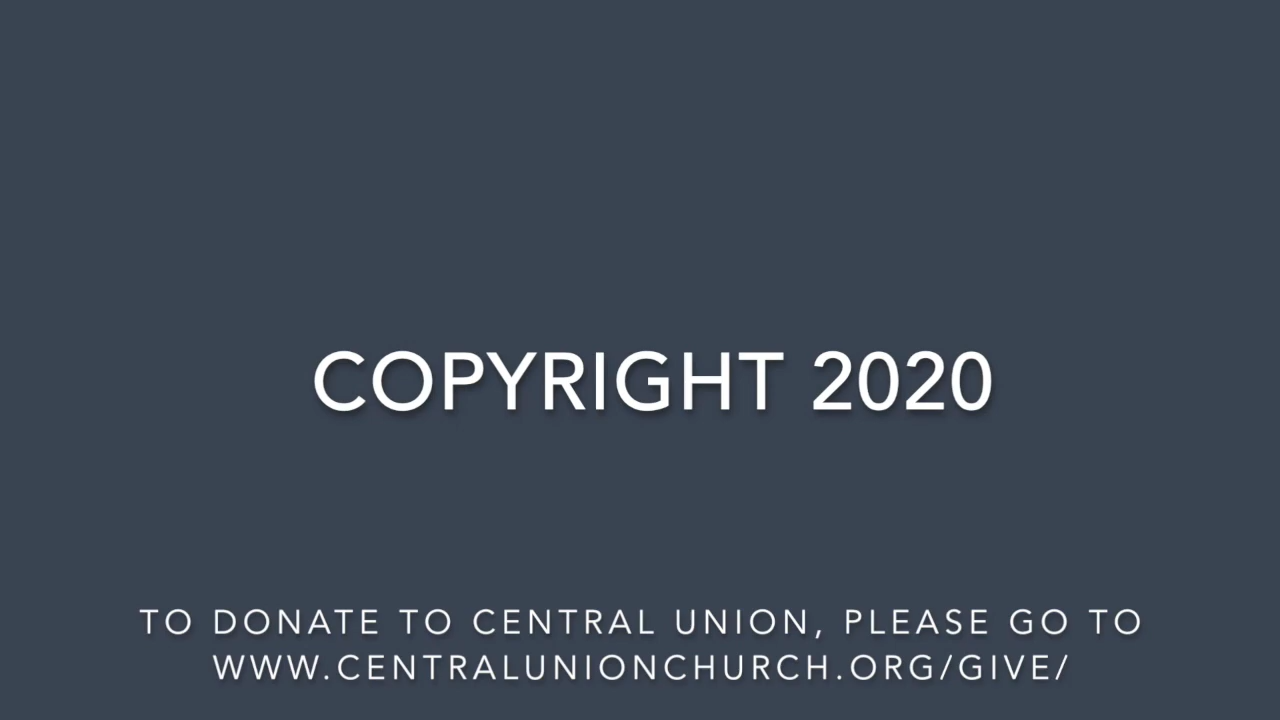 COPYRIGHT 2020
TO DONATE TO CENTRAL UNION, PLEASE GO TO
WWW.CENTRALUNIONCHURCH.ORG/GIVE/